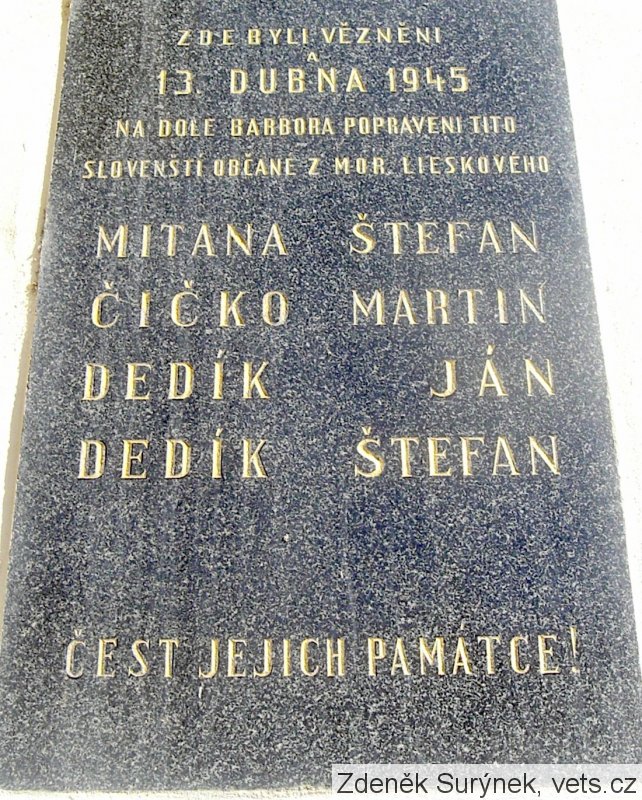 ZDE BYLI VĚZNĚNI
A
13. DUBNA 1945
NA DOLE BARBORA POPRAVENI TITO
SLOVENSTÍ OBČANÉ Z MOR. LIESKOVÉHO
MITANA ŠTEFAN
ČIČKO MARTIN
DEDÍK JÁN
DEDÍK ŠTEFAN
ČEST JEJICH PAMÁTCE!
Zdeněk Surýnek, vets.cz